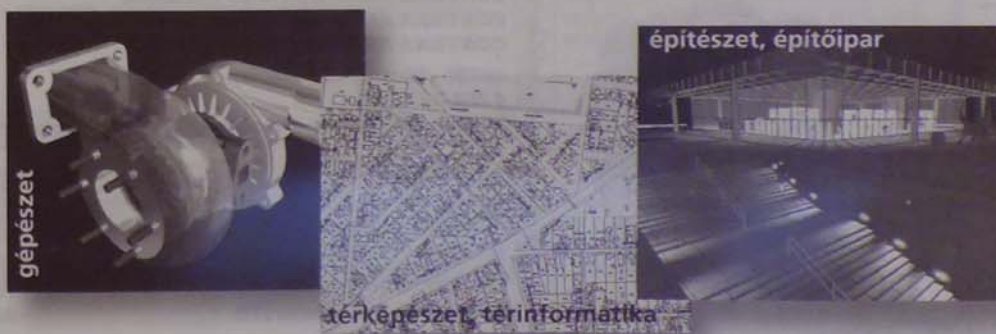 gépészet
térképészet, térinformatika
építészet, építőipar